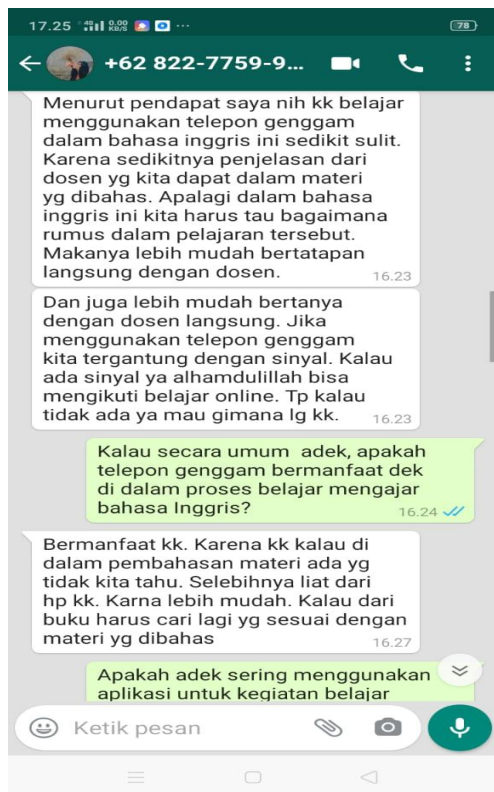 17.25 0,00 KB/S ... 78
+62 822-7759-9...
Menurut pendapat saya nih kk belajar
menggunakan telepon genggam
dalam bahasa inggris ini sedikit sulit.
Karena sedikitnya penjelasan dari
dosen yg kita dapat dalam materi
yg dibahas. Apalagi dalam bahasa
inggris ini kita harus tau bagaimana
rumus dalam pelajaran tersebut.
Makanya lebih mudah bertatapan
langsung dengan dosen. 16.23
Dan juga lebih mudah bertanya
dengan dosen langsung. Jika
menggunakan telepon genggam
kita tergantung dengan sinyal. Kalau
ada sinyal ya alhamdulillah bisa
mengikuti belajar online. Tp kalau
tidak ada ya mau gimana lg kk. 16.23
Kalau secara umum adek, apakah
telepon genggam bermanfaat dek
di dalam proses belajar mengajar
bahasa Inggris? 16.24
Bermanfaat kk. Karena kk kalau di
dalam pembahasan materi ada yg
tidak kita tahu. Selebihnya liat dari
hp kk. Karna lebih mudah. Kalau dari
buku harus cari lagi yg sesuai dengan
materi yg dibahas 16.27
Apakah adek sering menggunakan
aplikasi untuk kegiatan belajar
Ketik pesan